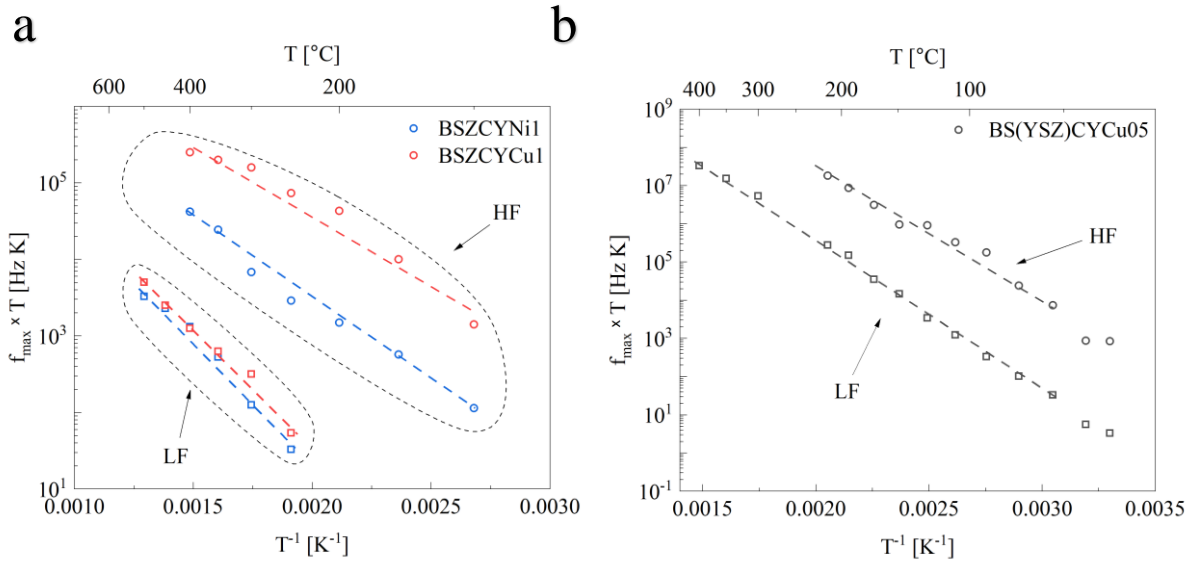 a
T [°C]
600 400 200
BSZCYNi1
BSZCYCu1
HF
LF
f_max * T [Hz K]
10^5
10^3
10^1
0.0010 0.0015 0.0020 0.0025 0.0030
T^-1 [K^-1]
b
T [°C]
400 300 200 100
BS(YSZ)CYCu05
HF
LF
f_max * T [Hz K]
10^9
10^7
10^5
10^3
10^1
10^-1
0.0015 0.0020 0.0025 0.0030 0.0035
T^-1 [K^-1]